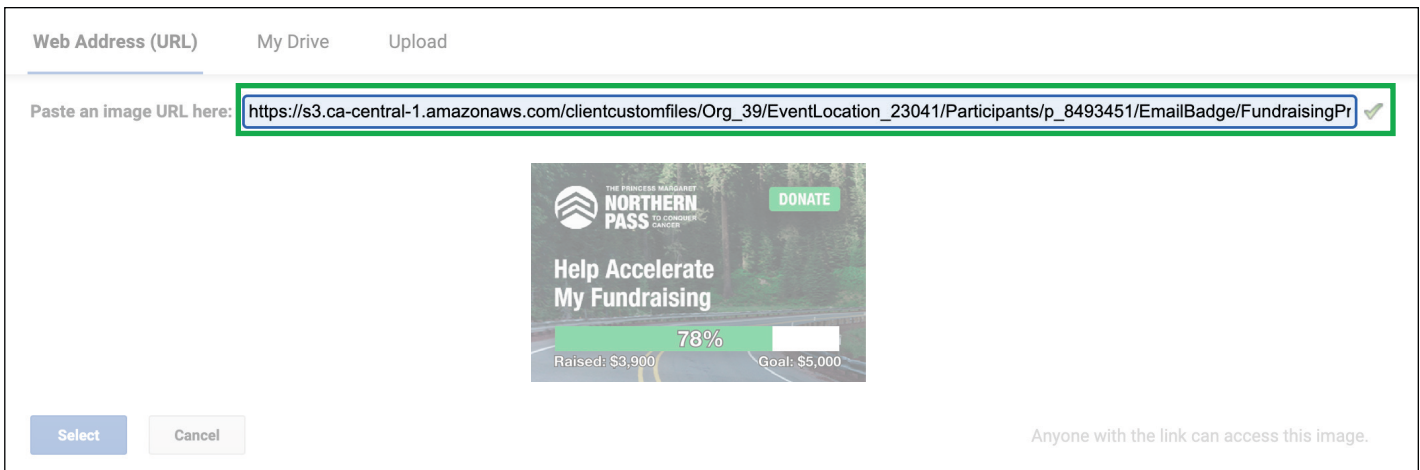 Web Address (URL) My Drive Upload
Paste an image URL here: https://s3.ca-central-1.amazonaws.com/clientcustomfiles/Org_39/EventLocation_23041/Participants/p_8493451/EmailBadge/FundraisingPr
THE PRINCESS MARGARET
NORTHERN
PASS TO CONQUER CANCER
DONATE
Help Accelerate
My Fundraising
78%
Raised: $3,900 Goal: $5,000
Select Cancel Anyone with the link can access this image.